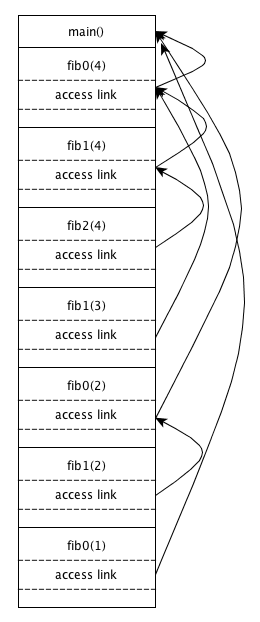 main()
fib0(4)
access link
fib1(4)
access link
fib2(4)
access link
fib1(3)
access link
fib0(2)
access link
fib1(2)
access link
fib0(1)
access link